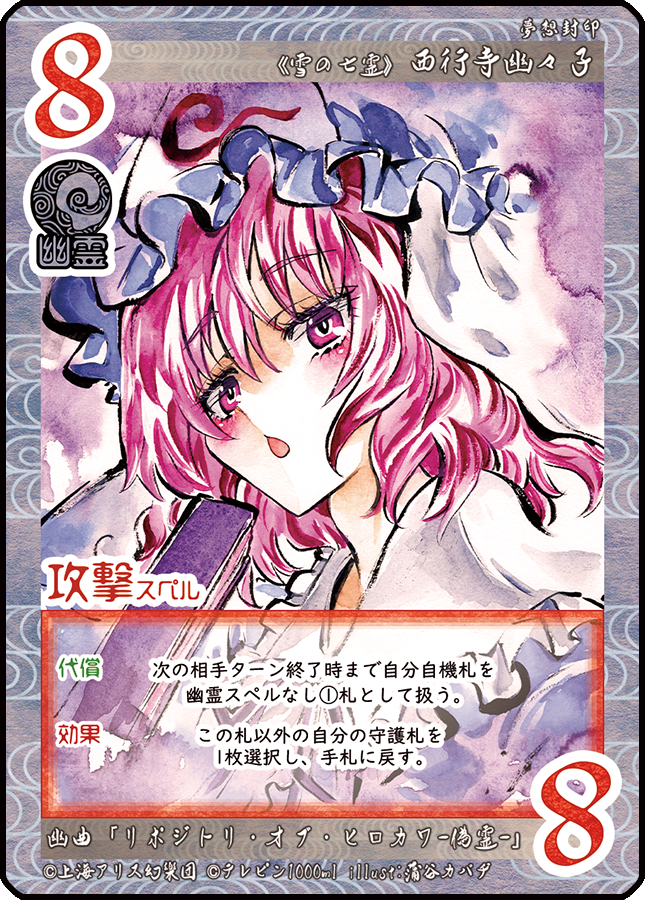 夢想封印
8
《雪の七霊》 西行寺幽々子
幽霊
攻撃スペル
代償 次の相手ターン終了時まで自分自機札を
幽霊スペルなし①札として扱う。
効果 この札以外の自分の守護札を
1枚選択し、手札に戻す。
8
幽曲「リポジトリ・オブ・ヒロカワ-偽霊-」
©上海アリス幻樂団 ©テレピン1000ml illust:蒲谷カバヂ